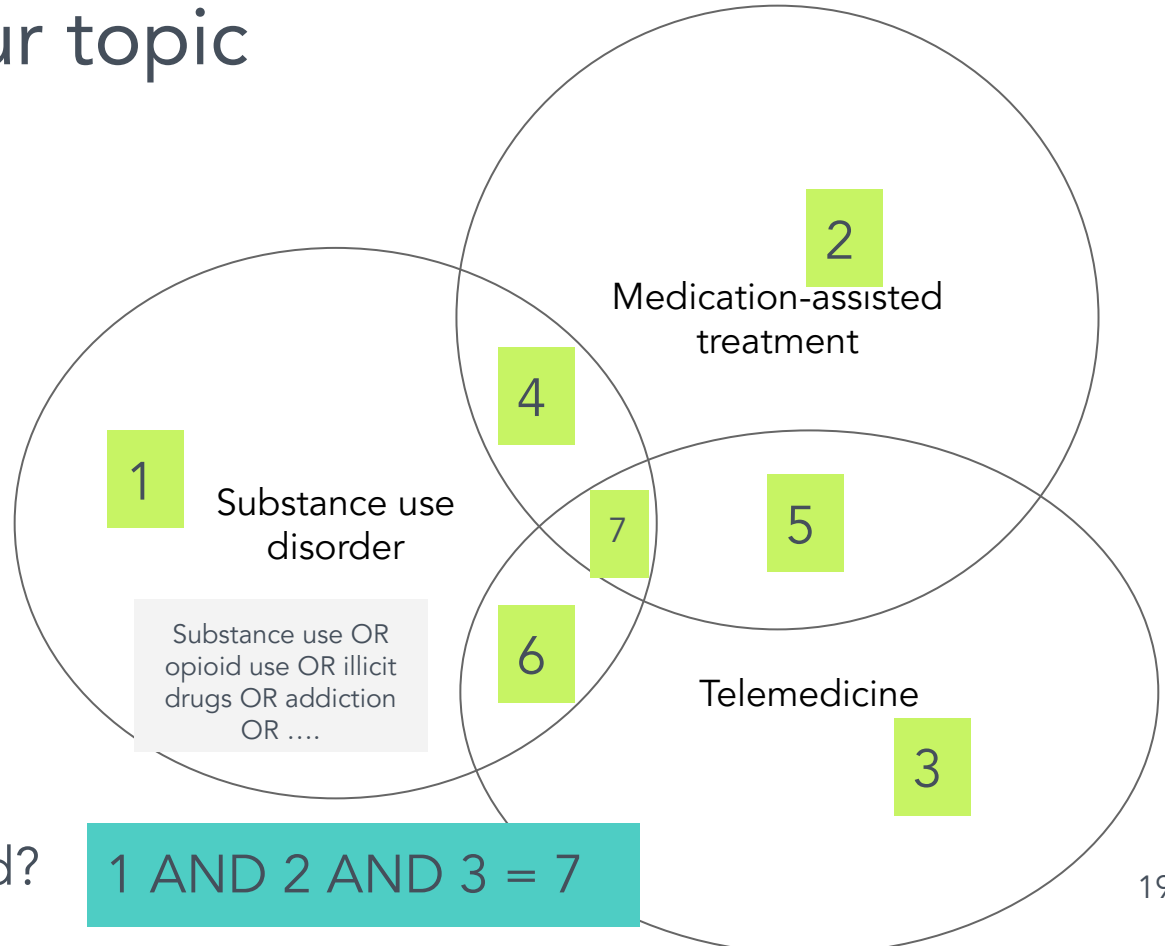 ur topic
2
Medication-assisted
treatment
4
1
Substance use
disorder
7
5
Substance use OR
opioid use OR illicit
drugs OR addiction
OR ....
6
Telemedicine
3
d?
1 AND 2 AND 3 = 7
19